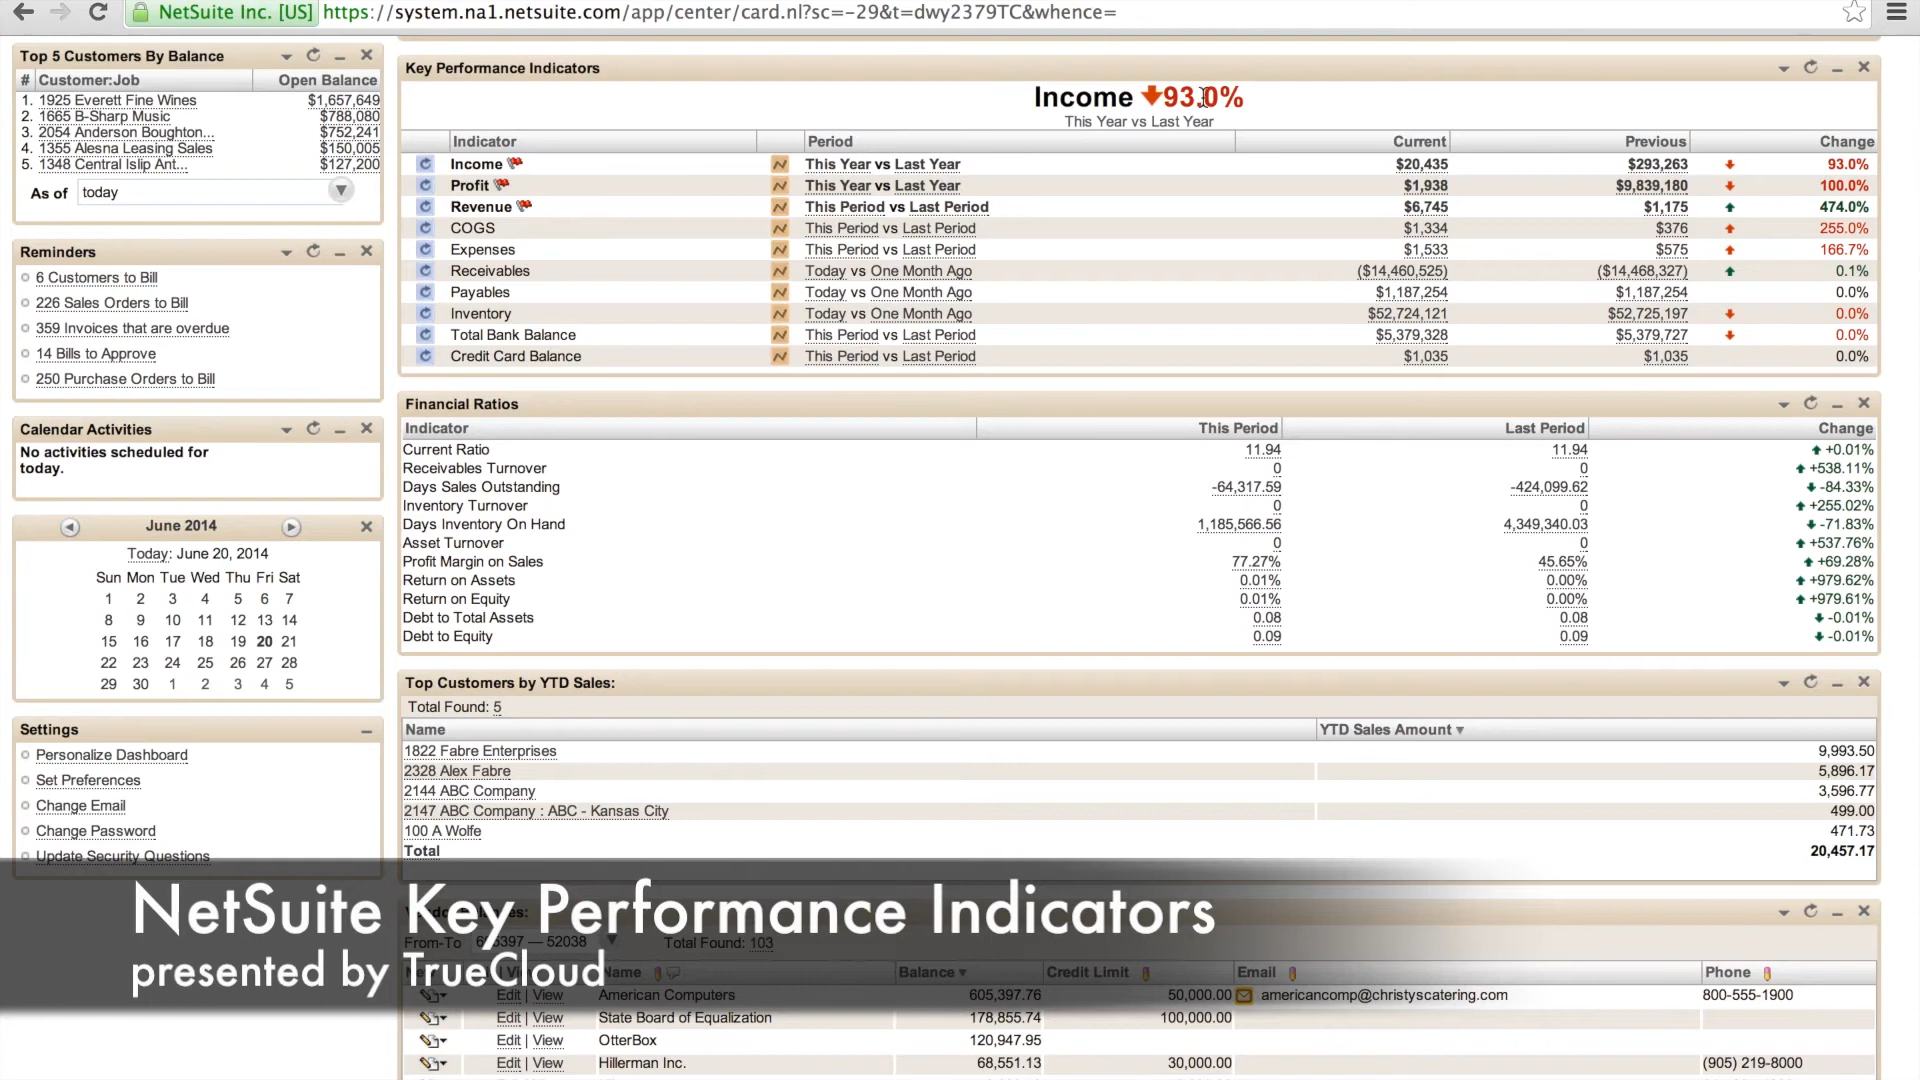 NetSuite Inc. [US] https://system.na1.netsuite.com/app/center/card.nl?sc=-29&t=dwy2379TC&whence=
Top 5 Customers By Balance
# Customer:Job Open Balance
1. 1925 Everett Fine Wines $1,657,649
2. 1665 B-Sharp Music $788,080
3. 2054 Anderson Boughton... $752,241
4. 1355 Alesna Leasing Sales $150,005
5. 1348 Central Islip Ant... $127,200
As of today
Reminders
6 Customers to Bill
226 Sales Orders to Bill
359 Invoices that are overdue
14 Bills to Approve
250 Purchase Orders to Bill
Calendar Activities
No activities scheduled for
today.
June 2014
Today: June 20, 2014
Sun Mon Tue Wed Thu Fri Sat
1 2 3 4 5 6 7
8 9 10 11 12 13 14
15 16 17 18 19 20 21
22 23 24 25 26 27 28
29 30 1 2 3 4 5
Settings
Personalize Dashboard
Set Preferences
Change Email
Change Password
Update Security Questions
Key Performance Indicators
Income 93.0%
This Year vs Last Year
Indicator Period Current Previous Change
Income This Year vs Last Year $20,435 $293,263 93.0%
Profit This Year vs Last Year $1,938 $9,839,180 100.0%
Revenue This Period vs Last Period $6,745 $1,175 474.0%
COGS This Period vs Last Period $1,334 $376 255.0%
Expenses This Period vs Last Period $1,533 $575 166.7%
Receivables Today vs One Month Ago ($14,460,525) ($14,468,327) 0.1%
Payables Today vs One Month Ago $1,187,254 $1,187,254 0.0%
Inventory Today vs One Month Ago $52,724,121 $52,725,197 0.0%
Total Bank Balance This Period vs Last Period $5,379,328 $5,379,727 0.0%
Credit Card Balance This Period vs Last Period $1,035 $1,035 0.0%
Financial Ratios
Indicator This Period Last Period Change
Current Ratio 11.94 11.94 +0.01%
Receivables Turnover 0 0 +538.11%
Days Sales Outstanding -64,317.59 -424,099.62 -84.33%
Inventory Turnover 0 0 +255.02%
Days Inventory On Hand 1,185,566.56 4,349,340.03 -71.83%
Asset Turnover 0 0 +537.76%
Profit Margin on Sales 77.27% 45.65% +69.28%
Return on Assets 0.01% 0.00% +979.62%
Return on Equity 0.01% 0.00% +979.61%
Debt to Total Assets 0.08 0.08 -0.01%
Debt to Equity 0.09 0.09 -0.01%
Top Customers by YTD Sales:
Total Found: 5
Name YTD Sales Amount
1822 Fabre Enterprises 9,993.50
2328 Alex Fabre 5,896.17
2144 ABC Company 3,596.77
2147 ABC Company : ABC - Kansas City 499.00
100 A Wolfe 471.73
Total 20,457.17
NetSuite Key Performance Indicators
presented by TrueCloud
From-To 52038 Total Found: 103
Name Balance Credit Limit Email Phone
Edit | View American Computers 605,397.76 50,000.00 americancomp@christyscatering.com 800-555-1900
Edit | View State Board of Equalization 178,855.74 100,000.00
Edit | View OtterBox 120,947.95
Edit | View Hillerman Inc. 68,551.13 30,000.00 (905) 219-8000